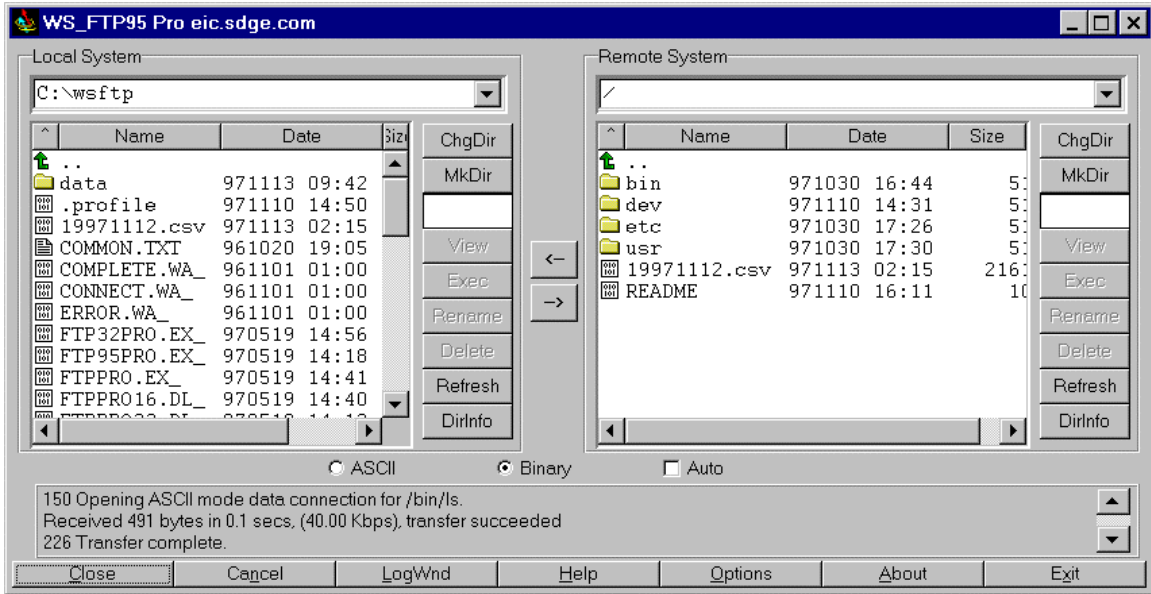 WS_FTP95 Pro eic.sdge.com
Local System
C:\wsftp
^ Name Date Size
..
data 971113 09:42
.profile 971110 14:50
19971112.csv 971113 02:15
COMMON.TXT 961020 19:05
COMPLETE.WA_ 961101 01:00
CONNECT.WA_ 961101 01:00
ERROR.WA_ 961101 01:00
FTP32PRO.EX_ 970519 14:56
FTP95PRO.EX_ 970519 14:18
FTPPRO.EX_ 970519 14:41
FTPPRO16.DL_ 970519 14:40
ChgDir
MkDir
View
Exec
Rename
Delete
Refresh
DirInfo
<--
-->
Remote System
/
^ Name Date Size
..
bin 971030 16:44 51
dev 971110 14:31 51
etc 971030 17:26 51
usr 971030 17:30 51
19971112.csv 971113 02:15 216
README 971110 16:11 10
ChgDir
MkDir
View
Exec
Rename
Delete
Refresh
DirInfo
ASCII Binary Auto
150 Opening ASCII mode data connection for /bin/ls.
Received 491 bytes in 0.1 secs, (40.00 Kbps), transfer succeeded
226 Transfer complete.
Close Cancel LogWnd Help Options About Exit